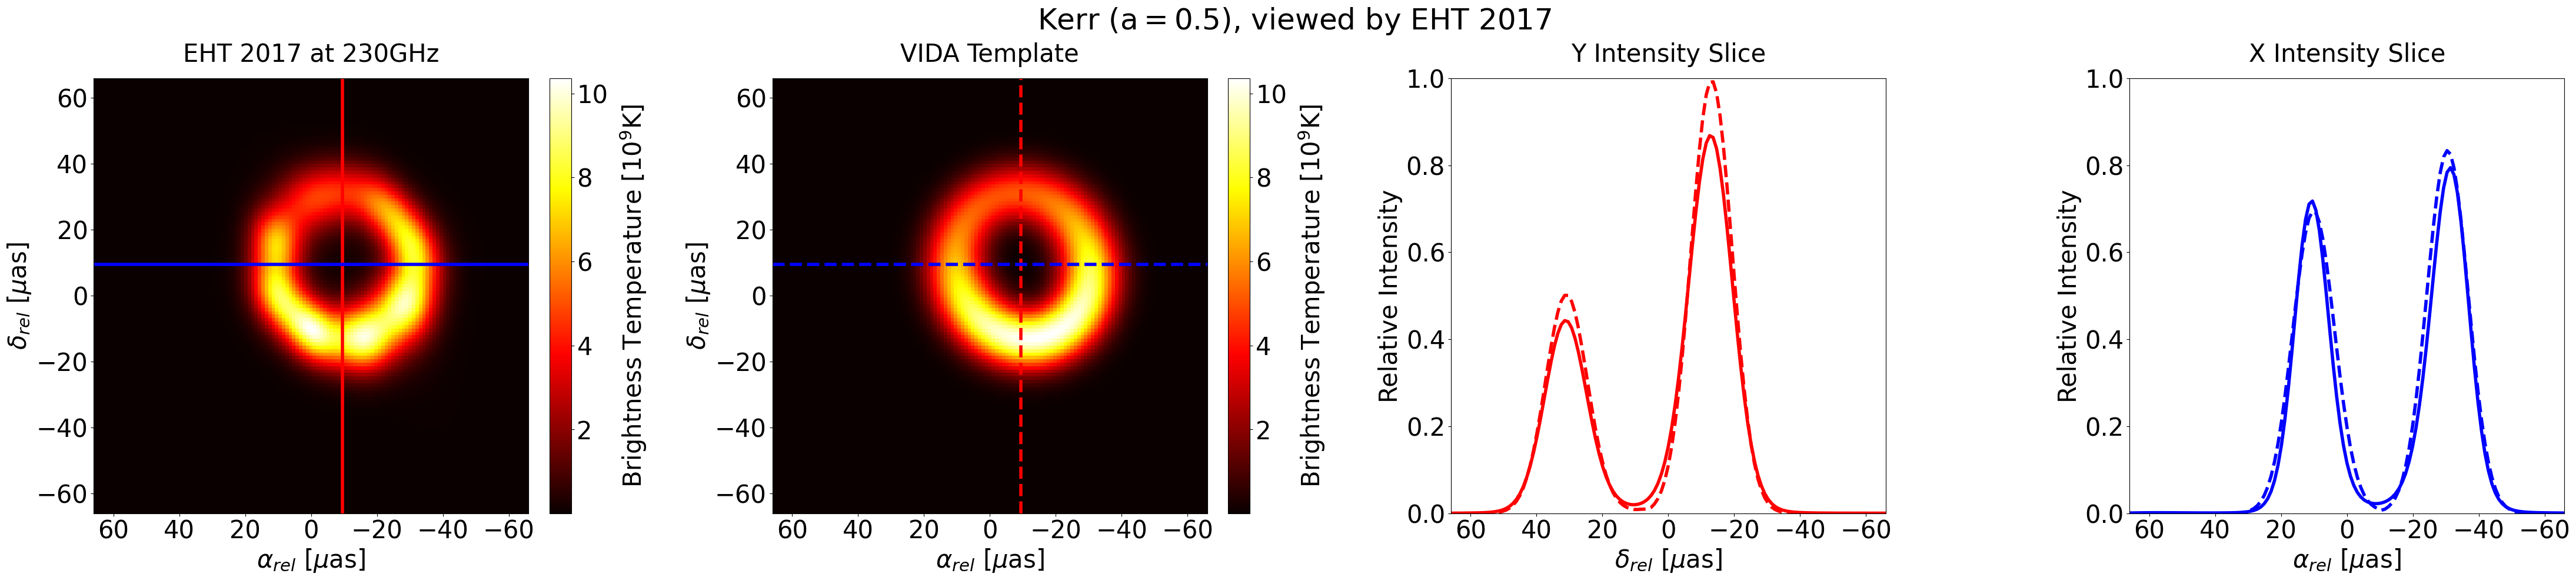 Kerr (a = 0.5), viewed by EHT 2017
EHT 2017 at 230GHz
60
40
20
0
−20
−40
−60
δrel [μas]
60 40 20 0 −20 −40 −60
αrel [μas]
10
8
6
4
2
Brightness Temperature [10⁹K]
VIDA Template
60
40
20
0
−20
−40
−60
δrel [μas]
60 40 20 0 −20 −40 −60
αrel [μas]
10
8
6
4
2
Brightness Temperature [10⁹K]
Y Intensity Slice
1.0
0.8
0.6
0.4
0.2
0.0
Relative Intensity
60 40 20 0 −20 −40 −60
δrel [μas]
X Intensity Slice
1.0
0.8
0.6
0.4
0.2
0.0
Relative Intensity
60 40 20 0 −20 −40 −60
αrel [μas]